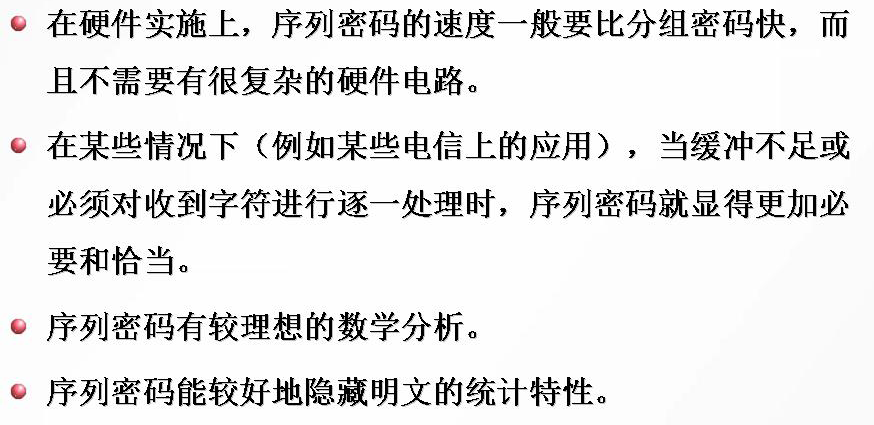 在硬件实施上，序列密码的速度一般要比分组密码快，而
且不需要有很复杂的硬件电路。
在某些情况下（例如某些电信上的应用），当缓冲不足或
必须对收到字符进行逐一处理时，序列密码就显得更加必
要和恰当。
序列密码有较理想的数学分析。
序列密码能较好地隐藏明文的统计特性。